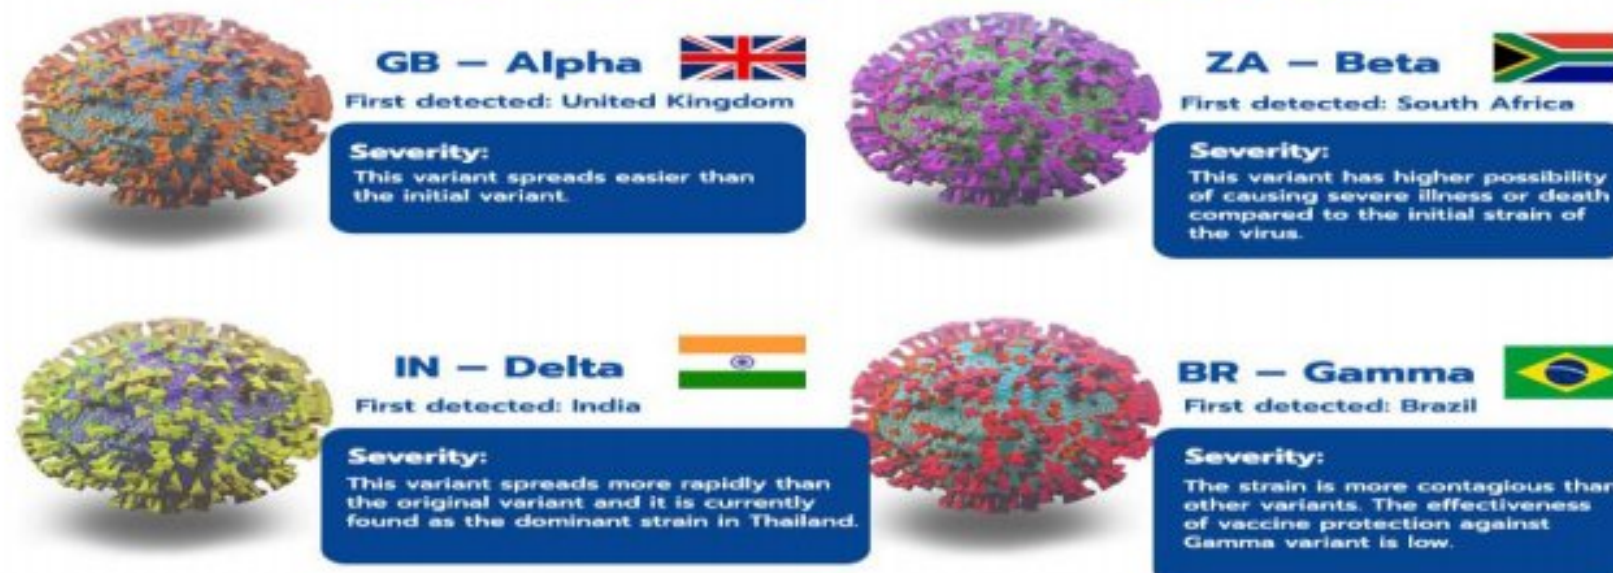 GB – Alpha
First detected: United Kingdom
Severity:
This variant spreads easier than
the initial variant.
ZA – Beta
First detected: South Africa
Severity:
This variant has higher possibility
of causing severe illness or death
compared to the initial strain of
the virus.
IN – Delta
First detected: India
Severity:
This variant spreads more rapidly than
the original variant and it is currently
found as the dominant strain in Thailand.
BR – Gamma
First detected: Brazil
Severity:
The strain is more contagious than
other variants. The effectiveness
of vaccine protection against
Gamma variant is low.